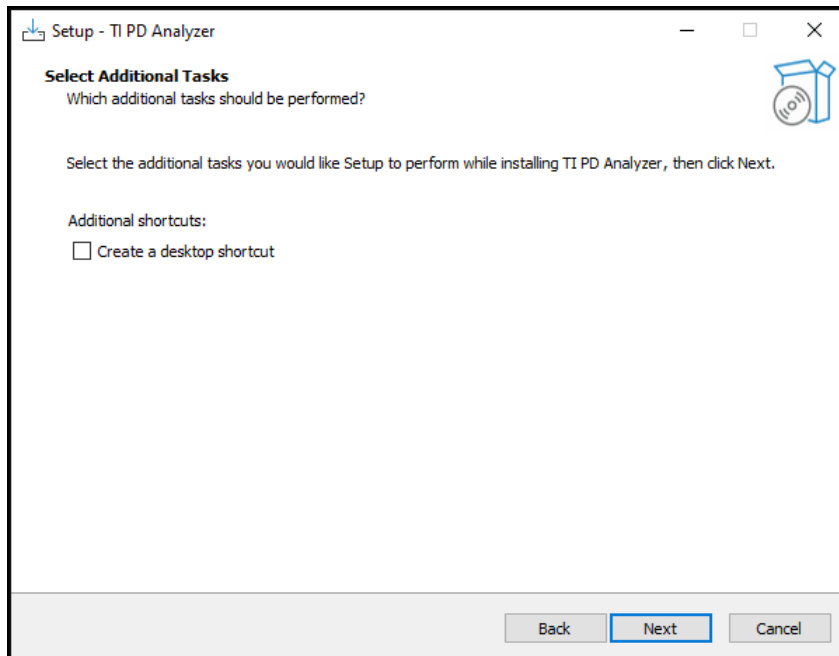 Setup - TI PD Analyzer
Select Additional Tasks
Which additional tasks should be performed?
Select the additional tasks you would like Setup to perform while installing TI PD Analyzer, then click Next.
Additional shortcuts:
Create a desktop shortcut
Back Next Cancel